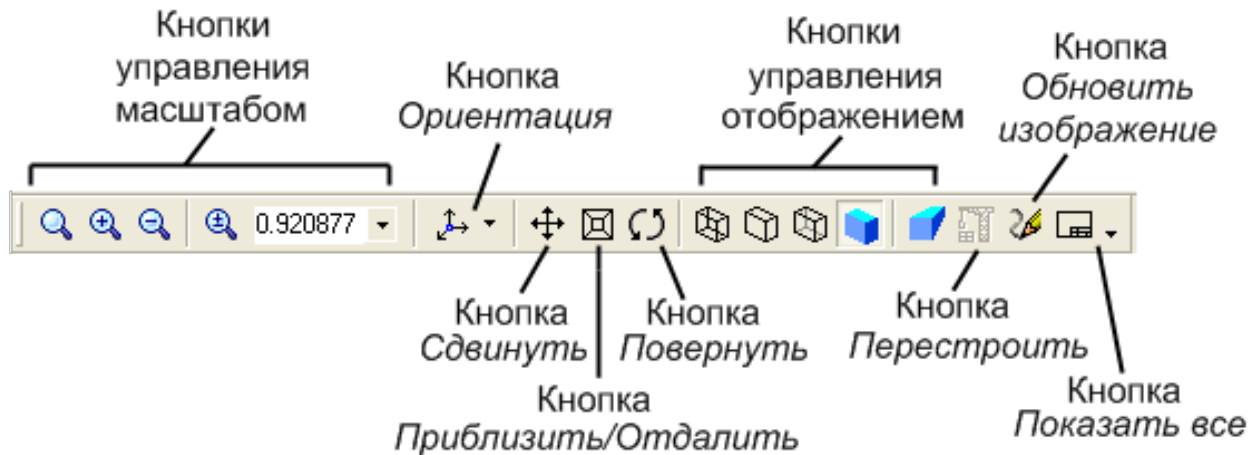 Кнопки
управления
масштабом
Кнопка
Ориентация
Кнопки
управления
отображением
Кнопка
Обновить
изображение
0.920877
Кнопка
Сдвинуть
Кнопка
Приблизить/Отдалить
Кнопка
Повернуть
Кнопка
Перестроить
Кнопка
Показать все